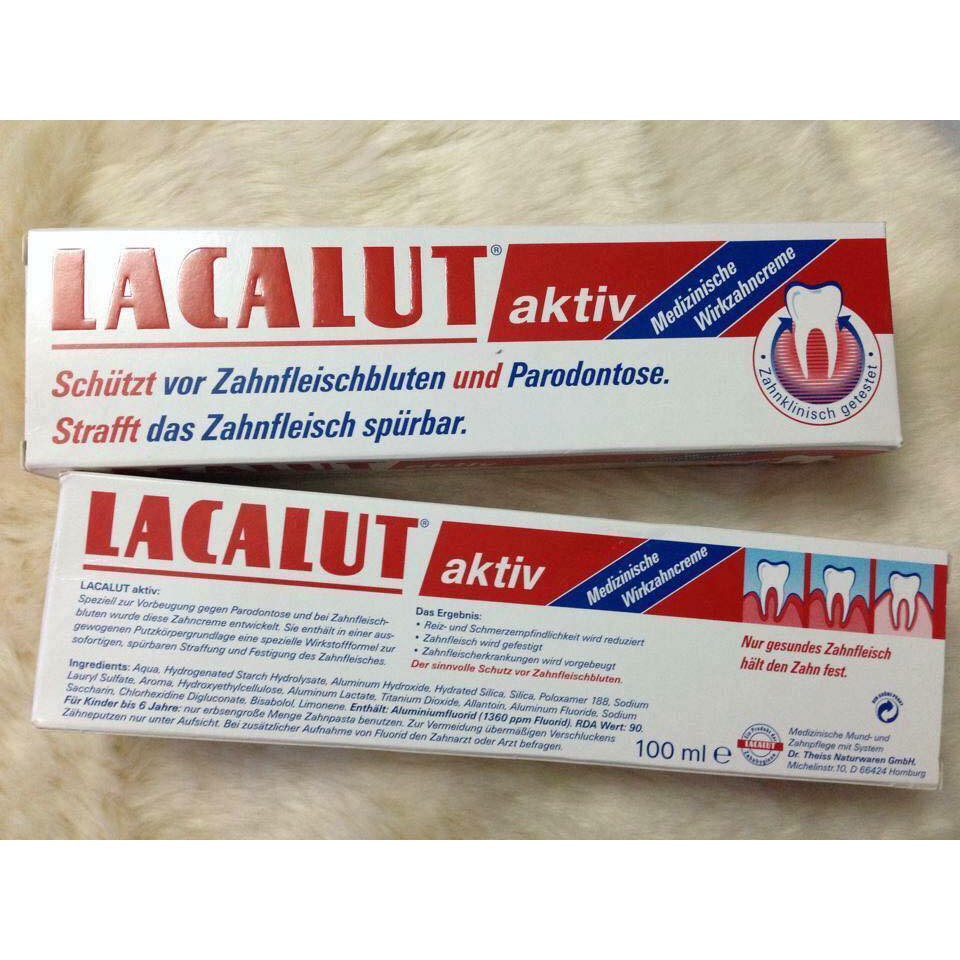 LACALUT®
aktiv
Medizinische
Wirkzahncreme
Schützt vor Zahnfleischbluten und Parodontose.
Strafft das Zahnfleisch spürbar.
• Zahnklinisch getestet •
LACALUT
aktiv
LACALUT®
aktiv
Medizinische
Wirkzahncreme
LACALUT aktiv:
Speziell zur Vorbeugung gegen Parodontose und bei Zahnfleisch-
bluten wurde diese Zahncreme entwickelt. Sie enthält in einer aus-
gewogenen Putzkörpergrundlage eine spezielle Wirkstoffformel zur
sofortigen, spürbaren Straffung und Festigung des Zahnfleisches.
Das Ergebnis:
• Reiz- und Schmerzempfindlichkeit wird reduziert
• Zahnfleisch wird gefestigt
• Zahnfleischerkrankungen wird vorgebeugt
Der sinnvolle Schutz vor Zahnfleischbluten.
Nur gesundes Zahnfleisch
hält den Zahn fest.
Ingredients: Aqua, Hydrogenated Starch Hydrolysate, Aluminum Hydroxide, Hydrated Silica, Silica, Poloxamer 188, Sodium
Lauryl Sulfate, Aroma, Hydroxyethylcellulose, Aluminum Lactate, Titanium Dioxide, Allantoin, Aluminum Fluoride, Sodium
Saccharin, Chlorhexidine Digluconate, Bisabolol, Limonene. Enthält: Aluminiumfluorid (1360 ppm Fluorid). RDA Wert: 90.
Für Kinder bis 6 Jahre: nur erbsengroße Menge Zahnpasta benutzen. Zur Vermeidung übermäßigen Verschluckens
Zähneputzen nur unter Aufsicht. Bei zusätzlicher Aufnahme von Fluorid den Zahnarzt oder Arzt befragen.
100 ml ℮
Ein Produkt der
LACALUT
Medizinische Mund- und
Zahnpflege mit System
Dr. Theiss Naturwaren GmbH.
Michelinstr. 10, D 66424 Homburg
DER GRÜNE PUNKT